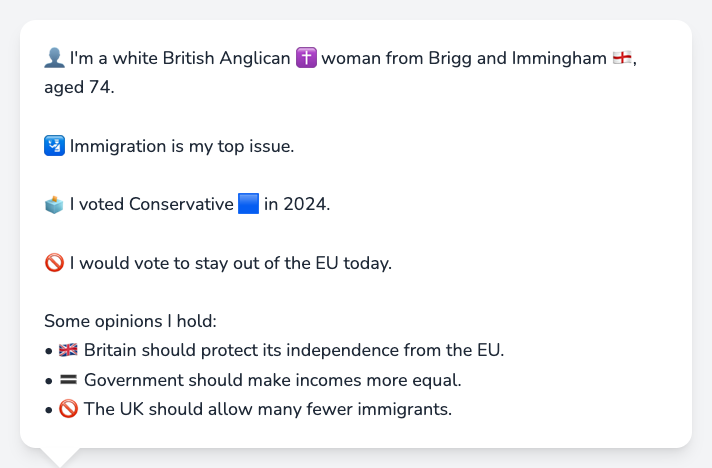 👤 I'm a white British Anglican ✝️ woman from Brigg and Immingham 🏴󠁧󠁢󠁥󠁮󠁧󠁿,
aged 74.
🛂 Immigration is my top issue.
🗳️ I voted Conservative 🟦 in 2024.
🚫 I would vote to stay out of the EU today.
Some opinions I hold:
• 🇬🇧 Britain should protect its independence from the EU.
• 🟰 Government should make incomes more equal.
• 🚫 The UK should allow many fewer immigrants.